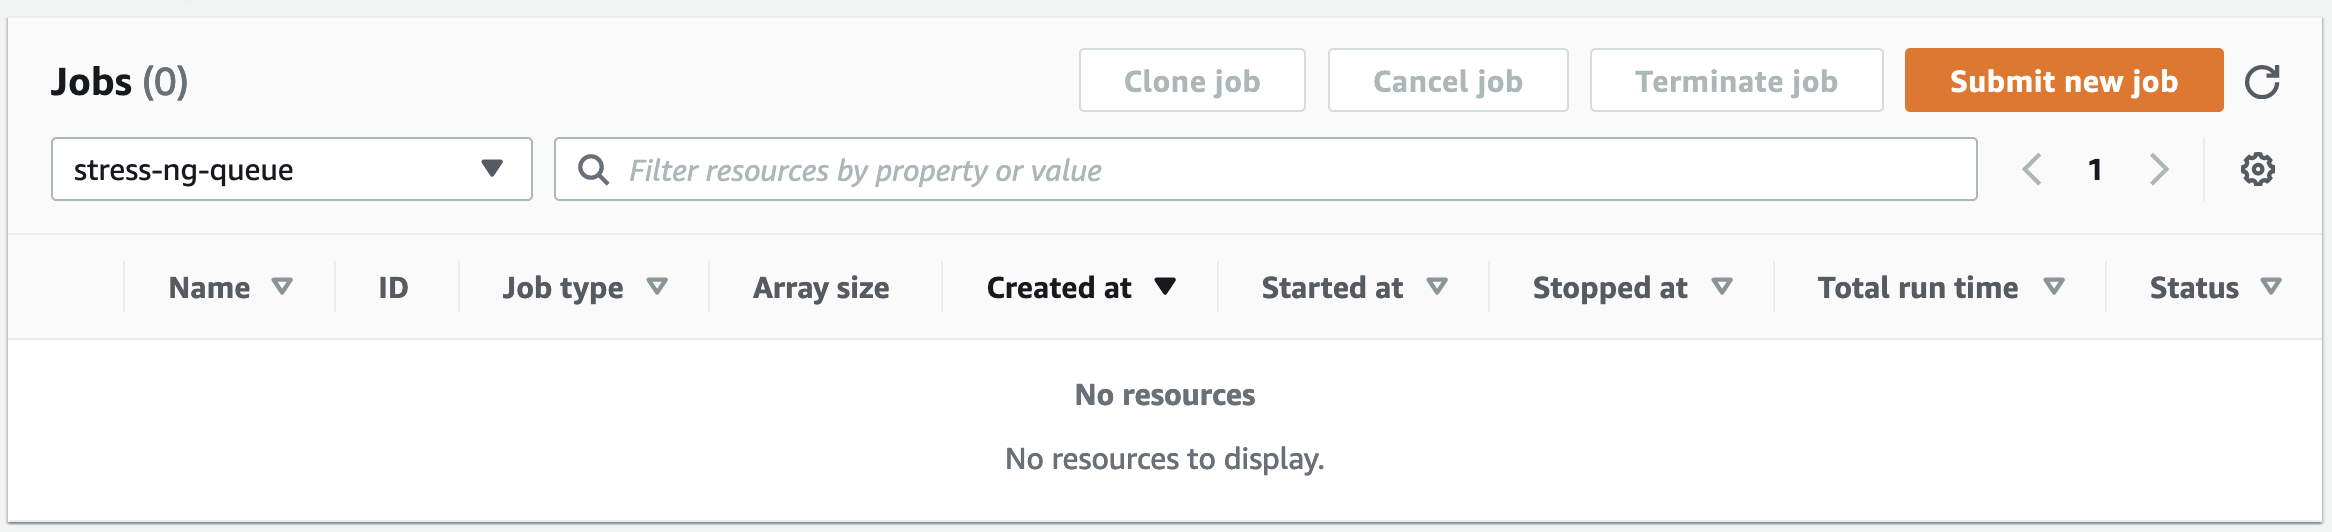 Jobs (0)
Clone job
Cancel job
Terminate job
Submit new job
stress-ng-queue
Filter resources by property or value
1
Name
ID
Job type
Array size
Created at
Started at
Stopped at
Total run time
Status
No resources
No resources to display.